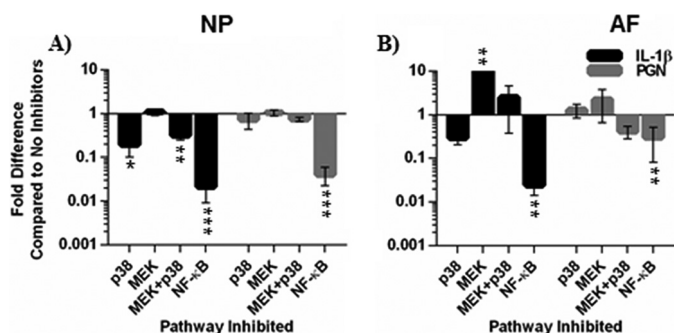 NP
AF
A)
B)
IL-1β
PGN
Fold Difference
Compared to No Inhibitors
10
1
0.1
0.01
0.001
*
**
***
***
p38
MEK
MEK+p38
NF-κB
p38
MEK
MEK+p38
NF-κB
Pathway Inhibited
10
1
0.1
0.01
0.001
**
**
**
p38
MEK
MEK+p38
NF-κB
p38
MEK
MEK+p38
NF-κB
Pathway Inhibited